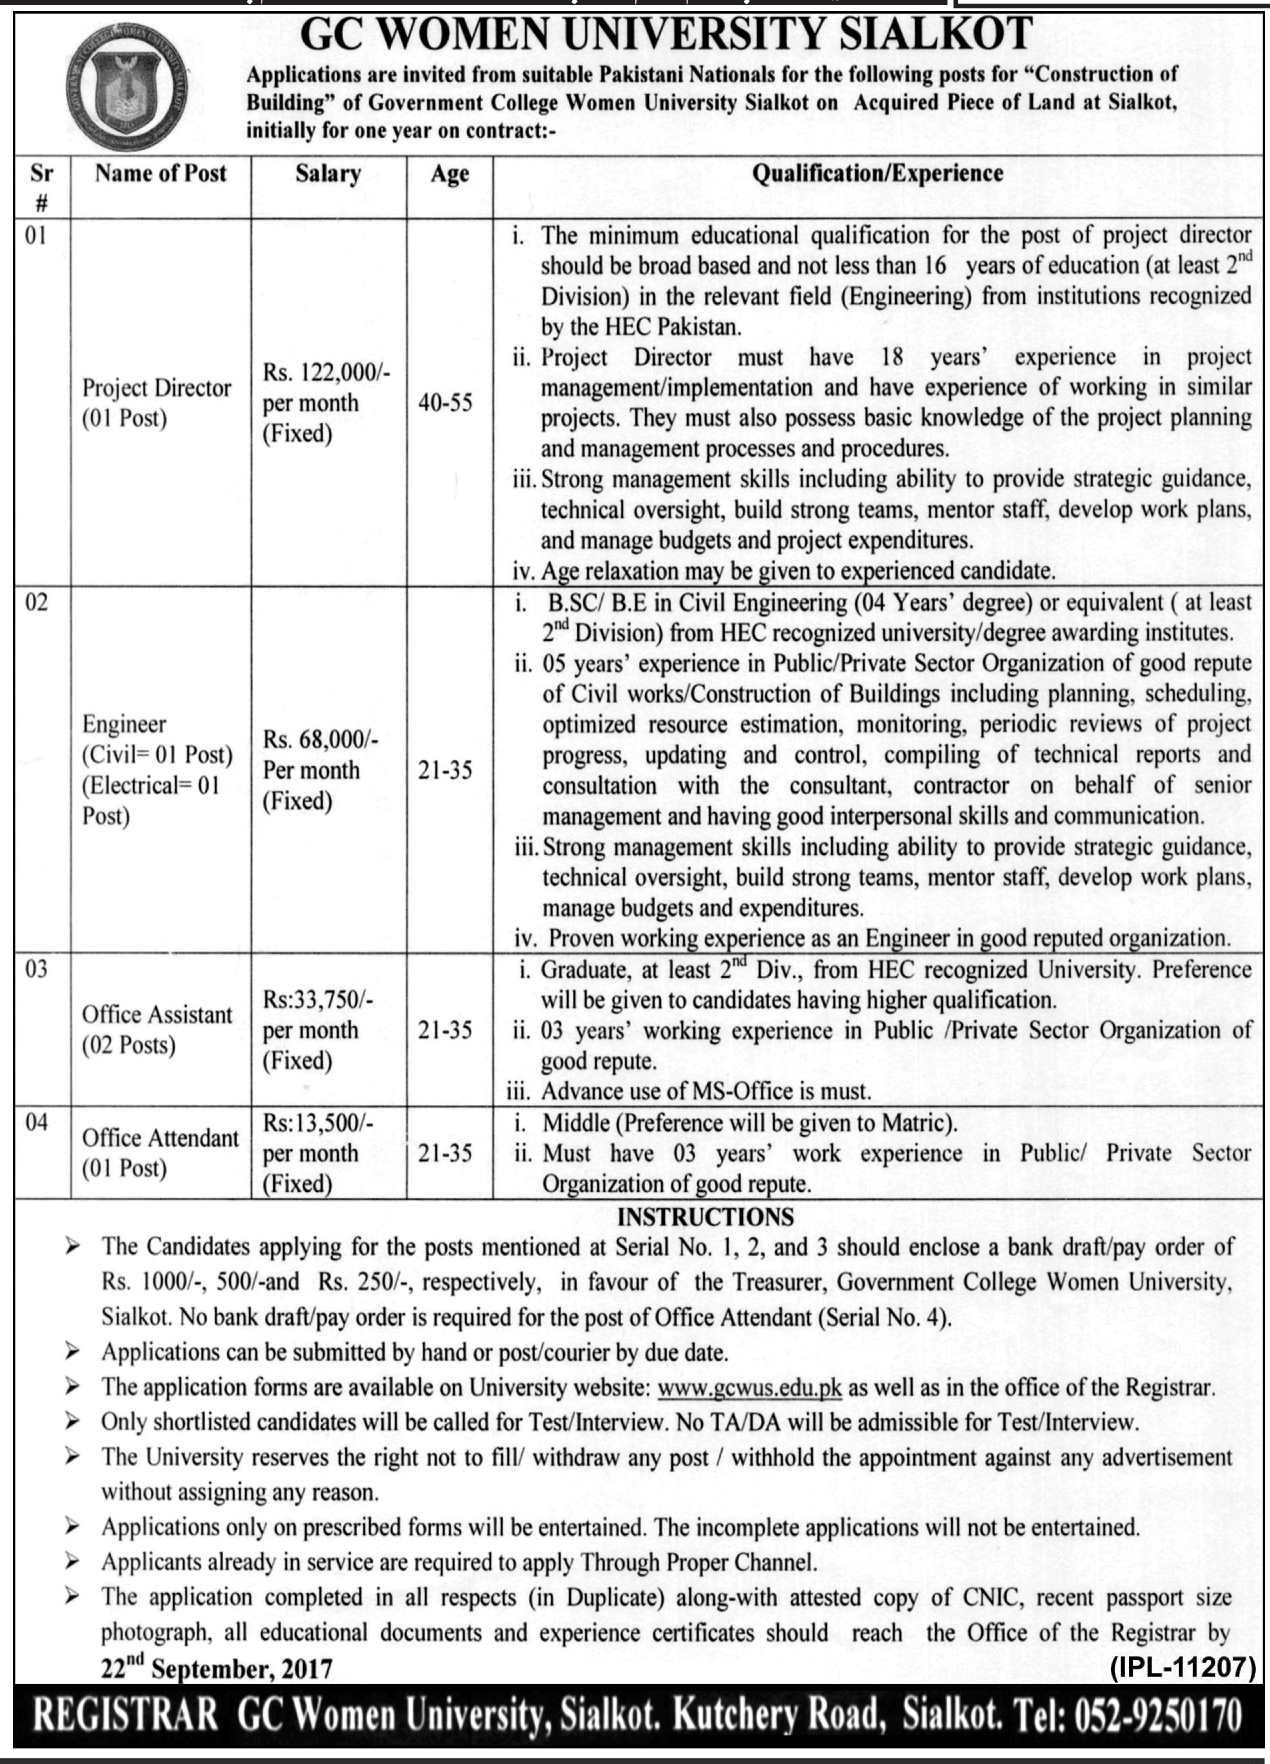 GC WOMEN UNIVERSITY SIALKOT
Applications are invited from suitable Pakistani Nationals for the following posts for “Construction of
Building” of Government College Women University Sialkot on Acquired Piece of Land at Sialkot,
initially for one year on contract:-
Sr # Name of Post Salary Age Qualification/Experience
01
Project Director
(01 Post)
Rs. 122,000/-
per month
(Fixed)
40-55
i. The minimum educational qualification for the post of project director
should be broad based and not less than 16 years of education (at least 2nd
Division) in the relevant field (Engineering) from institutions recognized
by the HEC Pakistan.
ii. Project Director must have 18 years’ experience in project
management/implementation and have experience of working in similar
projects. They must also possess basic knowledge of the project planning
and management processes and procedures.
iii. Strong management skills including ability to provide strategic guidance,
technical oversight, build strong teams, mentor staff, develop work plans,
and manage budgets and project expenditures.
iv. Age relaxation may be given to experienced candidate.
02
Engineer
(Civil= 01 Post)
(Electrical= 01
Post)
Rs. 68,000/-
Per month
(Fixed)
21-35
i. B.SC/ B.E in Civil Engineering (04 Years’ degree) or equivalent ( at least
2nd Division) from HEC recognized university/degree awarding institutes.
ii. 05 years’ experience in Public/Private Sector Organization of good repute
of Civil works/Construction of Buildings including planning, scheduling,
optimized resource estimation, monitoring, periodic reviews of project
progress, updating and control, compiling of technical reports and
consultation with the consultant, contractor on behalf of senior
management and having good interpersonal skills and communication.
iii. Strong management skills including ability to provide strategic guidance,
technical oversight, build strong teams, mentor staff, develop work plans,
manage budgets and expenditures.
iv. Proven working experience as an Engineer in good reputed organization.
03
Office Assistant
(02 Posts)
Rs:33,750/-
per month
(Fixed)
21-35
i. Graduate, at least 2nd Div., from HEC recognized University. Preference
will be given to candidates having higher qualification.
ii. 03 years’ working experience in Public /Private Sector Organization of
good repute.
iii. Advance use of MS-Office is must.
04
Office Attendant
(01 Post)
Rs:13,500/-
per month
(Fixed)
21-35
i. Middle (Preference will be given to Matric).
ii. Must have 03 years’ work experience in Public/ Private Sector
Organization of good repute.
INSTRUCTIONS
➢ The Candidates applying for the posts mentioned at Serial No. 1, 2, and 3 should enclose a bank draft/pay order of
Rs. 1000/-, 500/-and Rs. 250/-, respectively, in favour of the Treasurer, Government College Women University,
Sialkot. No bank draft/pay order is required for the post of Office Attendant (Serial No. 4).
➢ Applications can be submitted by hand or post/courier by due date.
➢ The application forms are available on University website: www.gcwus.edu.pk as well as in the office of the Registrar.
➢ Only shortlisted candidates will be called for Test/Interview. No TA/DA will be admissible for Test/Interview.
➢ The University reserves the right not to fill/ withdraw any post / withhold the appointment against any advertisement
without assigning any reason.
➢ Applications only on prescribed forms will be entertained. The incomplete applications will not be entertained.
➢ Applicants already in service are required to apply Through Proper Channel.
➢ The application completed in all respects (in Duplicate) along-with attested copy of CNIC, recent passport size
photograph, all educational documents and experience certificates should reach the Office of the Registrar by
22nd September, 2017 (IPL-11207)
REGISTRAR GC Women University, Sialkot. Kutchery Road, Sialkot. Tel: 052-9250170